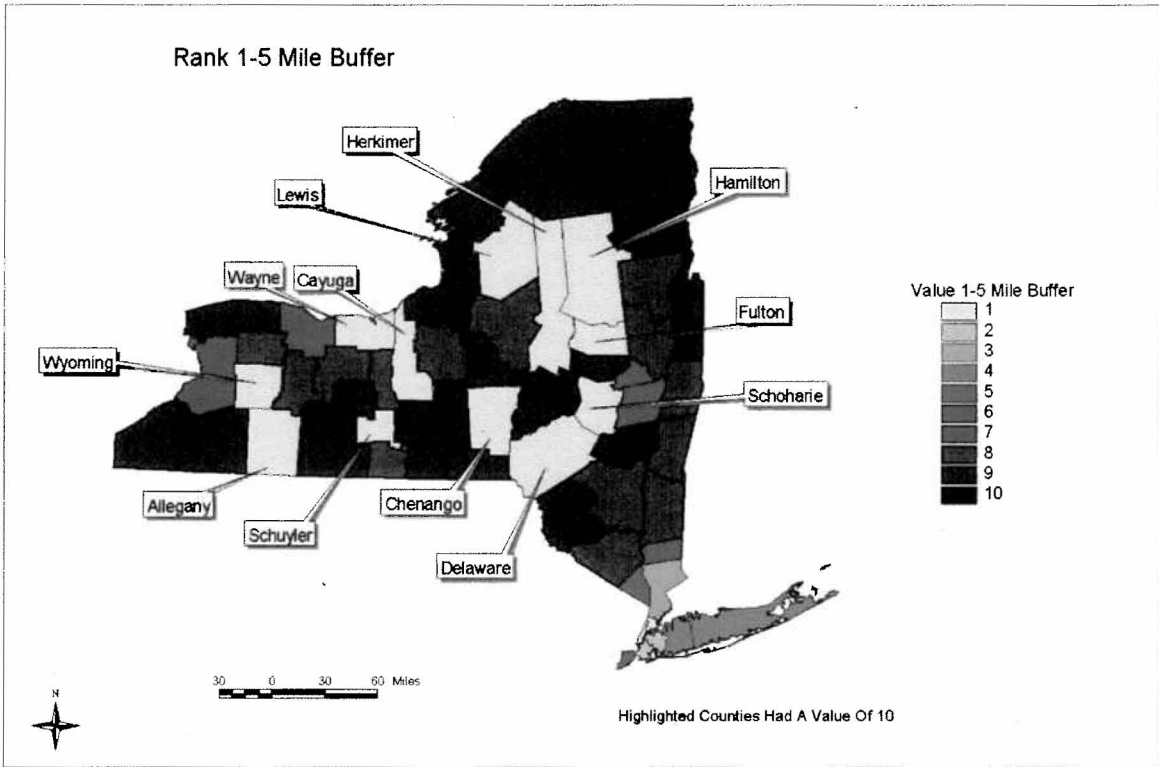 Rank 1-5 Mile Buffer
Herkimer
Hamilton
Lewis
Wayne
Cayuga
Value 1-5 Mile Buffer
1
2
3
4
5
6
7
8
9
10
Fulton
Wyoming
Schoharie
Allegany
Chenango
Schuyler
Delaware
30 0 30 60 Miles
N
Highlighted Counties Had A Value Of 10